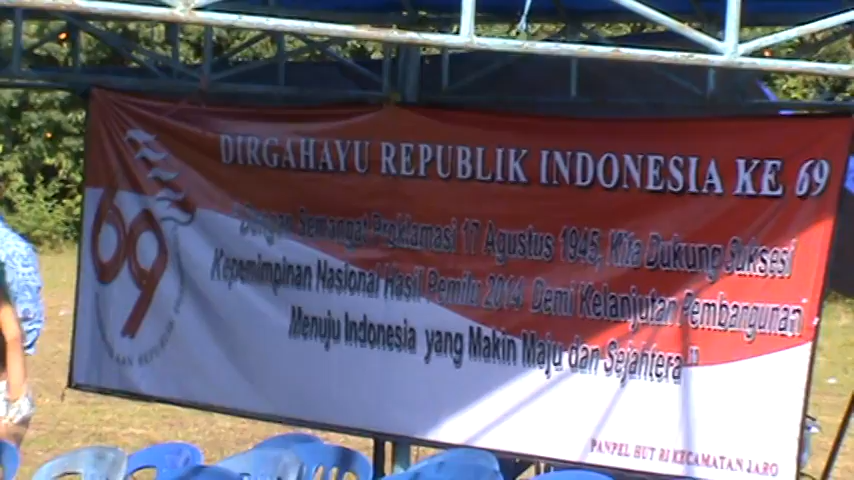 DIRGAHAYU REPUBLIK INDONESIA KE 69
69
"Dengan Semangat Proklamasi 17 Agustus 1945, Kita Dukung Suksesi
Kepemimpinan Nasional Hasil Pemilu 2014 Demi Kelanjutan Pembangunan
Menuju Indonesia yang Makin Maju dan Sejahtera"
PANPEL HUT RI KECAMATAN JARO